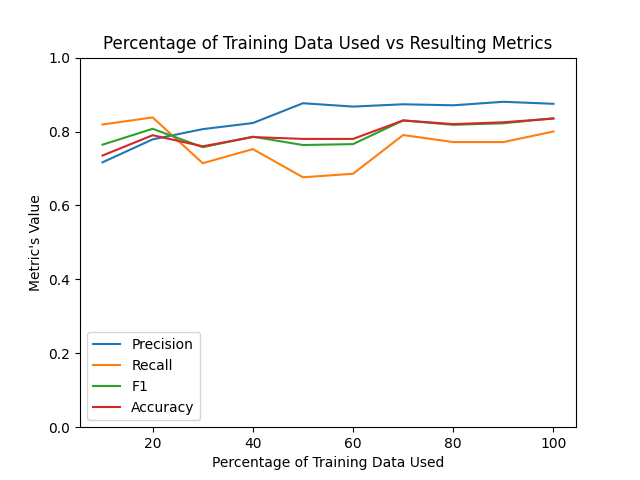 Percentage of Training Data Used vs Resulting Metrics
1.0
0.8
0.6
0.4
0.2
0.0
Metric's Value
Precision
Recall
F1
Accuracy
20 40 60 80 100
Percentage of Training Data Used